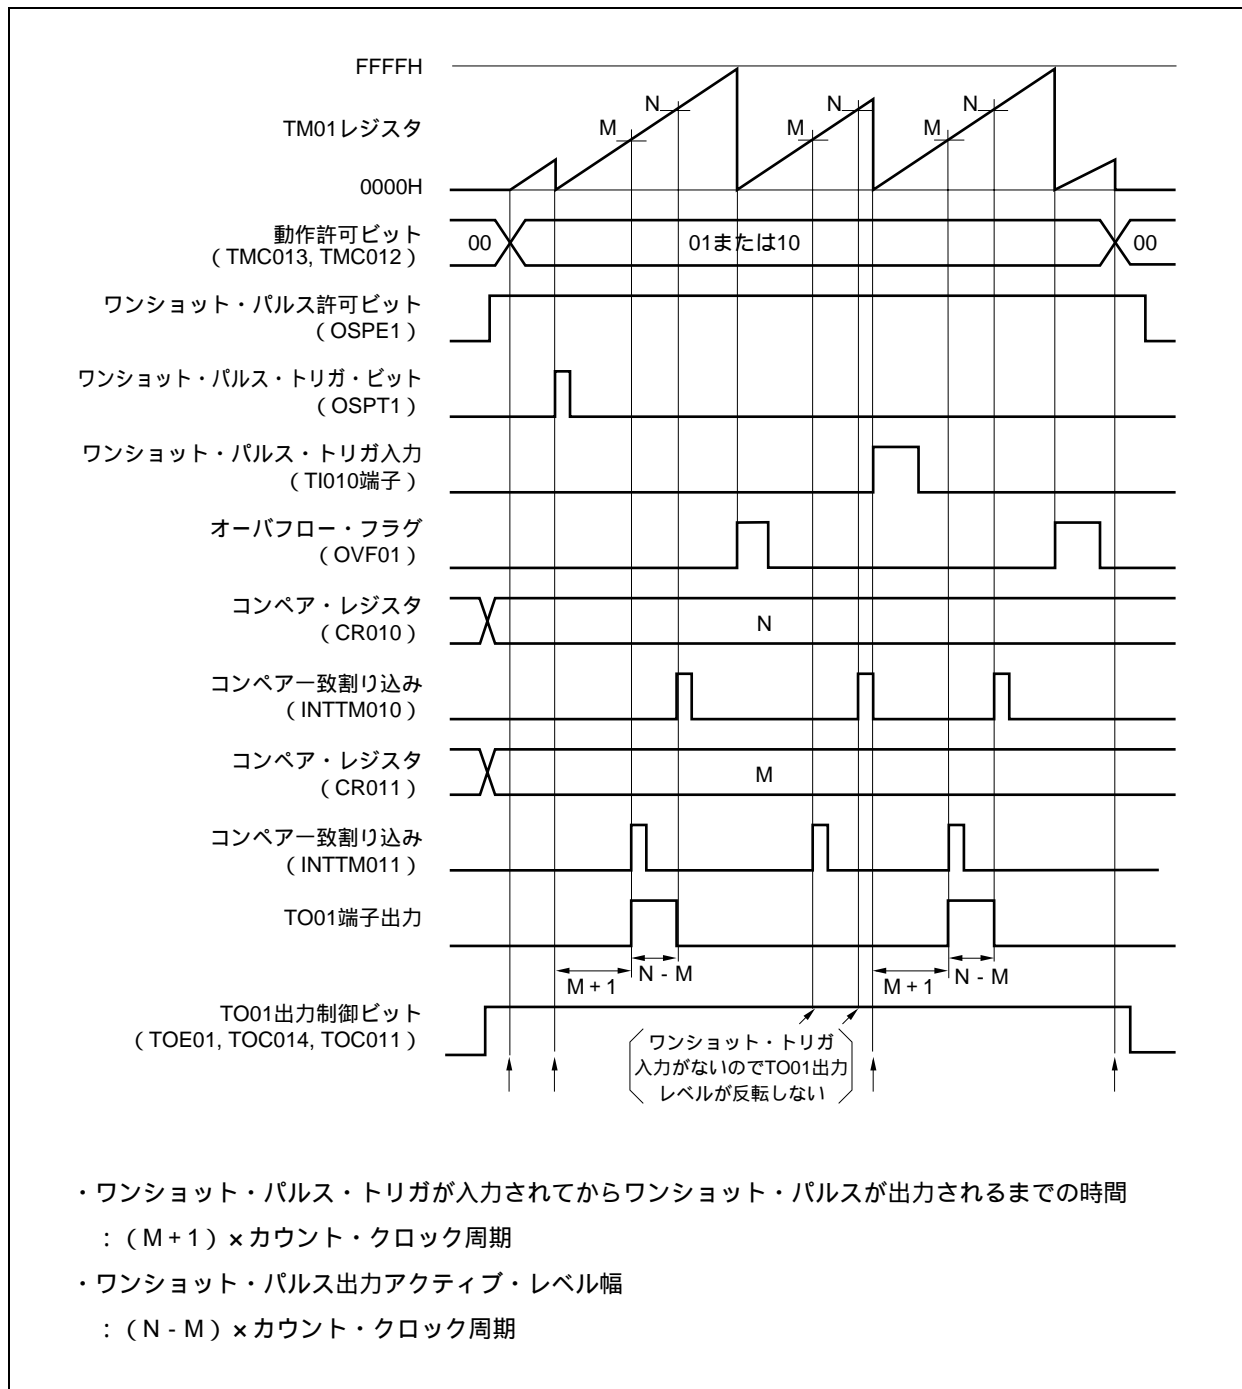 FFFFH
N
N
N
TM01レジスタ
M
M
M
0000H
動作許可ビット
00
01または10
00
（TMC013, TMC012）
ワンショット・パルス許可ビット
（OSPE1）
ワンショット・パルス・トリガ・ビット
（OSPT1）
ワンショット・パルス・トリガ入力
（TI010端子）
オーバフロー・フラグ
（OVF01）
コンペア・レジスタ
N
（CR010）
コンペア一致割り込み
（INTTM010）
コンペア・レジスタ
M
（CR011）
コンペア一致割り込み
（INTTM011）
TO01端子出力
N - M
N - M
M + 1
M + 1
TO01出力制御ビット
（TOE01, TOC014, TOC011）
ワンショット・トリガ
入力がないのでTO01出力
レベルが反転しない
・ワンショット・パルス・トリガが入力されてからワンショット・パルスが出力されるまでの時間
：（M + 1）×カウント・クロック周期
・ワンショット・パルス出力アクティブ・レベル幅
：（N - M）×カウント・クロック周期